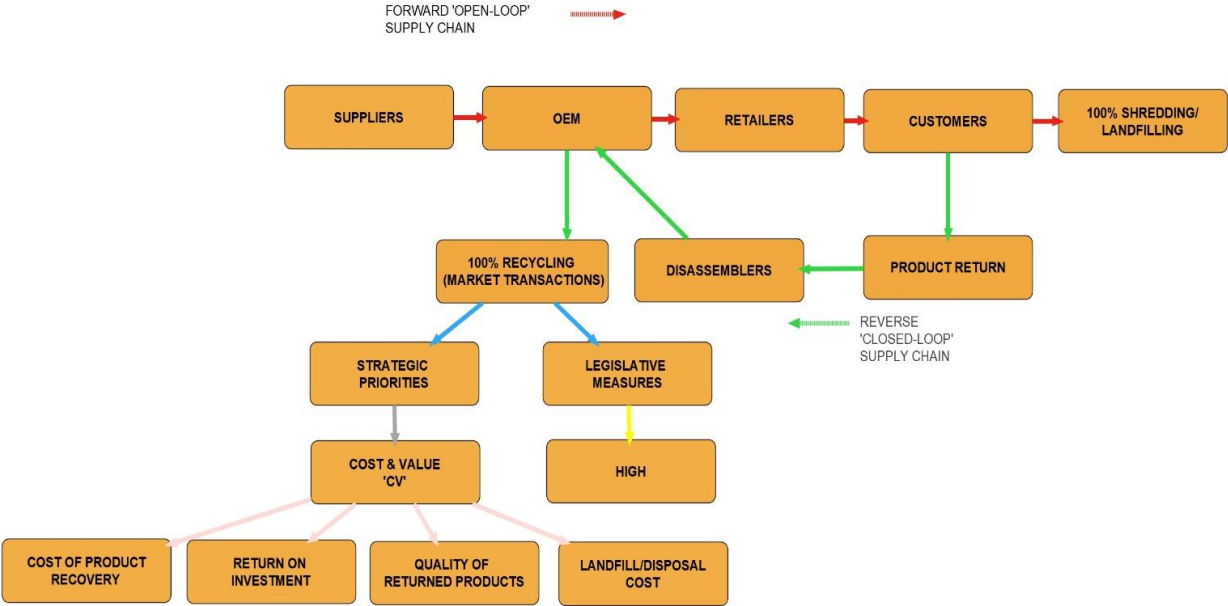 FORWARD 'OPEN-LOOP'
SUPPLY CHAIN
SUPPLIERS
OEM
RETAILERS
CUSTOMERS
100% SHREDDING/
LANDFILLING
100% RECYCLING
(MARKET TRANSACTIONS)
DISASSEMBLERS
PRODUCT RETURN
REVERSE
'CLOSED-LOOP'
SUPPLY CHAIN
STRATEGIC
PRIORITIES
LEGISLATIVE
MEASURES
COST & VALUE
'CV'
HIGH
COST OF PRODUCT
RECOVERY
RETURN ON
INVESTMENT
QUALITY OF
RETURNED PRODUCTS
LANDFILL/DISPOSAL
COST